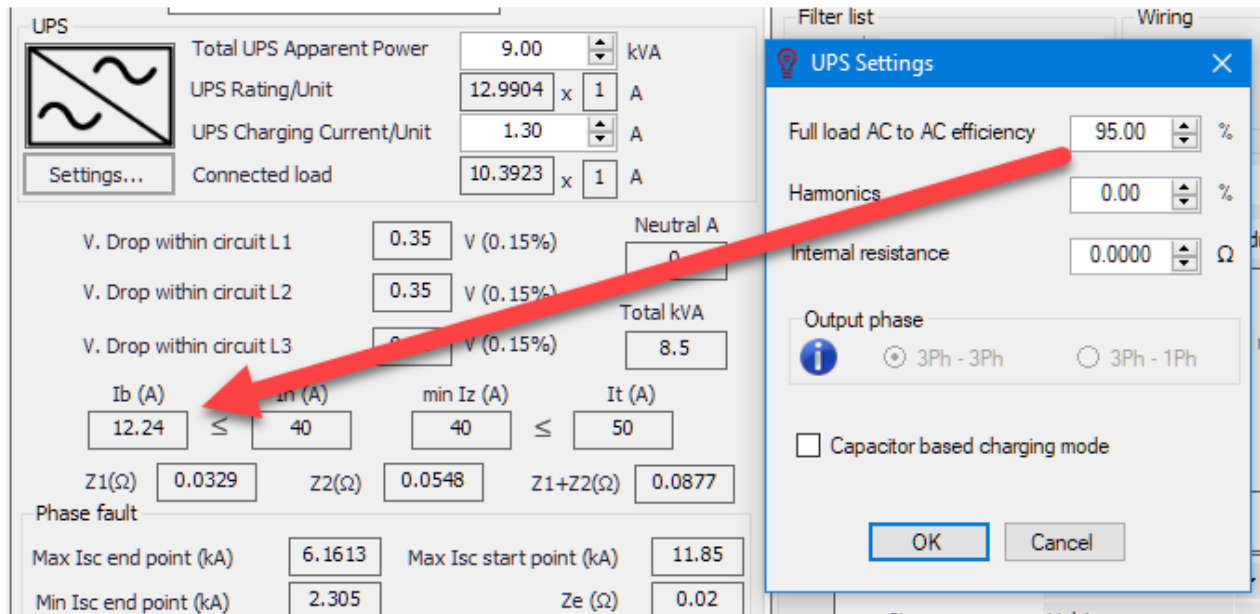 UPS
Total UPS Apparent Power 9.00 kVA
UPS Rating/Unit 12.9904 x 1 A
UPS Charging Current/Unit 1.30 A
Settings... Connected load 10.3923 x 1 A
V. Drop within circuit L1 0.35 V (0.15%)
Neutral A
V. Drop within circuit L2 0.35 V (0.15%)
Total kVA
8.5
V. Drop within circuit L3 V (0.15%)
Ib (A) In (A) min Iz (A) It (A)
12.24 ≤ 40 40 ≤ 50
Z1(Ω) 0.0329 Z2(Ω) 0.0548 Z1+Z2(Ω) 0.0877
Phase fault
Max Isc end point (kA) 6.1613 Max Isc start point (kA) 11.85
Min Isc end point (kA) 2.305 Ze (Ω) 0.02
Filter list Wiring
UPS Settings
Full load AC to AC efficiency 95.00 %
Harmonics 0.00 %
Internal resistance 0.0000 Ω
Output phase
3Ph - 3Ph 3Ph - 1Ph
Capacitor based charging mode
OK Cancel